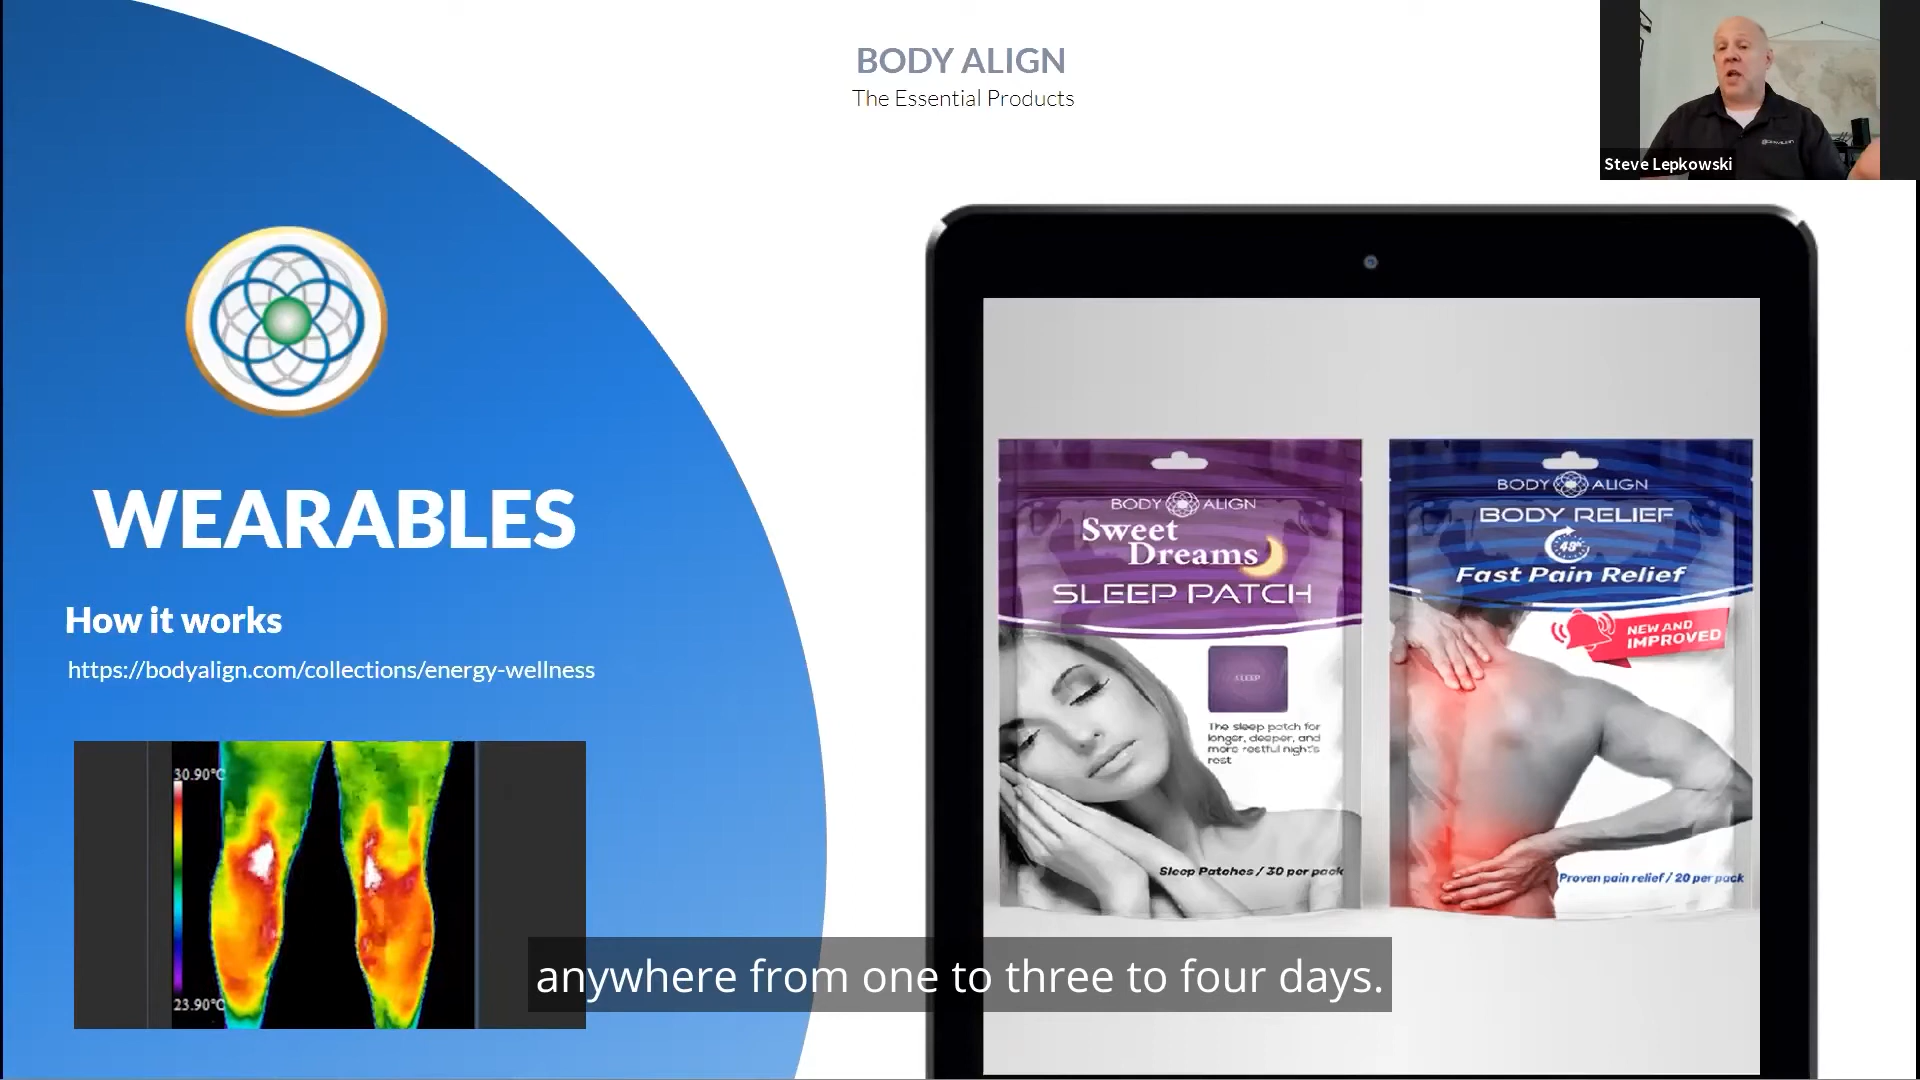 BODY ALIGN
The Essential Products
Steve Lepkowski
WEARABLES
How it works
https://bodyalign.com/collections/energy-wellness
30.90°C
23.90°C
BODY ALIGN
Sweet
Dreams
SLEEP PATCH
SLEEP
The sleep patch for
longer, deeper, and
more restful night's
rest
Sleep Patches / 30 per pack
BODY ALIGN
BODY RELIEF
48
Fast Pain Relief
NEW AND
IMPROVED
Proven pain relief / 20 per pack
anywhere from one to three to four days.